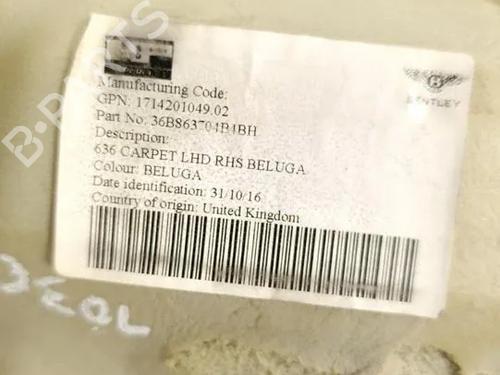 B-PARTS
Manufacturing Code:
GPN: 1714201049.02
Part No: 36B863704B4BH
Description:
636 CARPET LHD RHS BELUGA
Colour: BELUGA
Date identification: 31/10/16
Country of origin: United Kingdom
B
BENTLEY